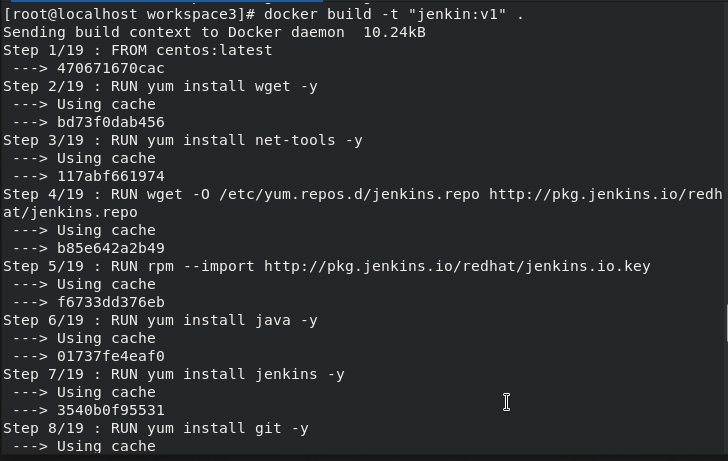 [root@localhost workspace3]# docker build -t "jenkin:v1" .
Sending build context to Docker daemon  10.24kB
Step 1/19 : FROM centos:latest
 ---> 470671670cac
Step 2/19 : RUN yum install wget -y
 ---> Using cache
 ---> bd73f0dab456
Step 3/19 : RUN yum install net-tools -y
 ---> Using cache
 ---> 117abf661974
Step 4/19 : RUN wget -O /etc/yum.repos.d/jenkins.repo http://pkg.jenkins.io/redh
at/jenkins.repo
 ---> Using cache
 ---> b85e642a2b49
Step 5/19 : RUN rpm --import http://pkg.jenkins.io/redhat/jenkins.io.key
 ---> Using cache
 ---> f6733dd376eb
Step 6/19 : RUN yum install java -y
 ---> Using cache
 ---> 01737fe4eaf0
Step 7/19 : RUN yum install jenkins -y
 ---> Using cache
 ---> 3540b0f95531
Step 8/19 : RUN yum install git -y
 ---> Using cache